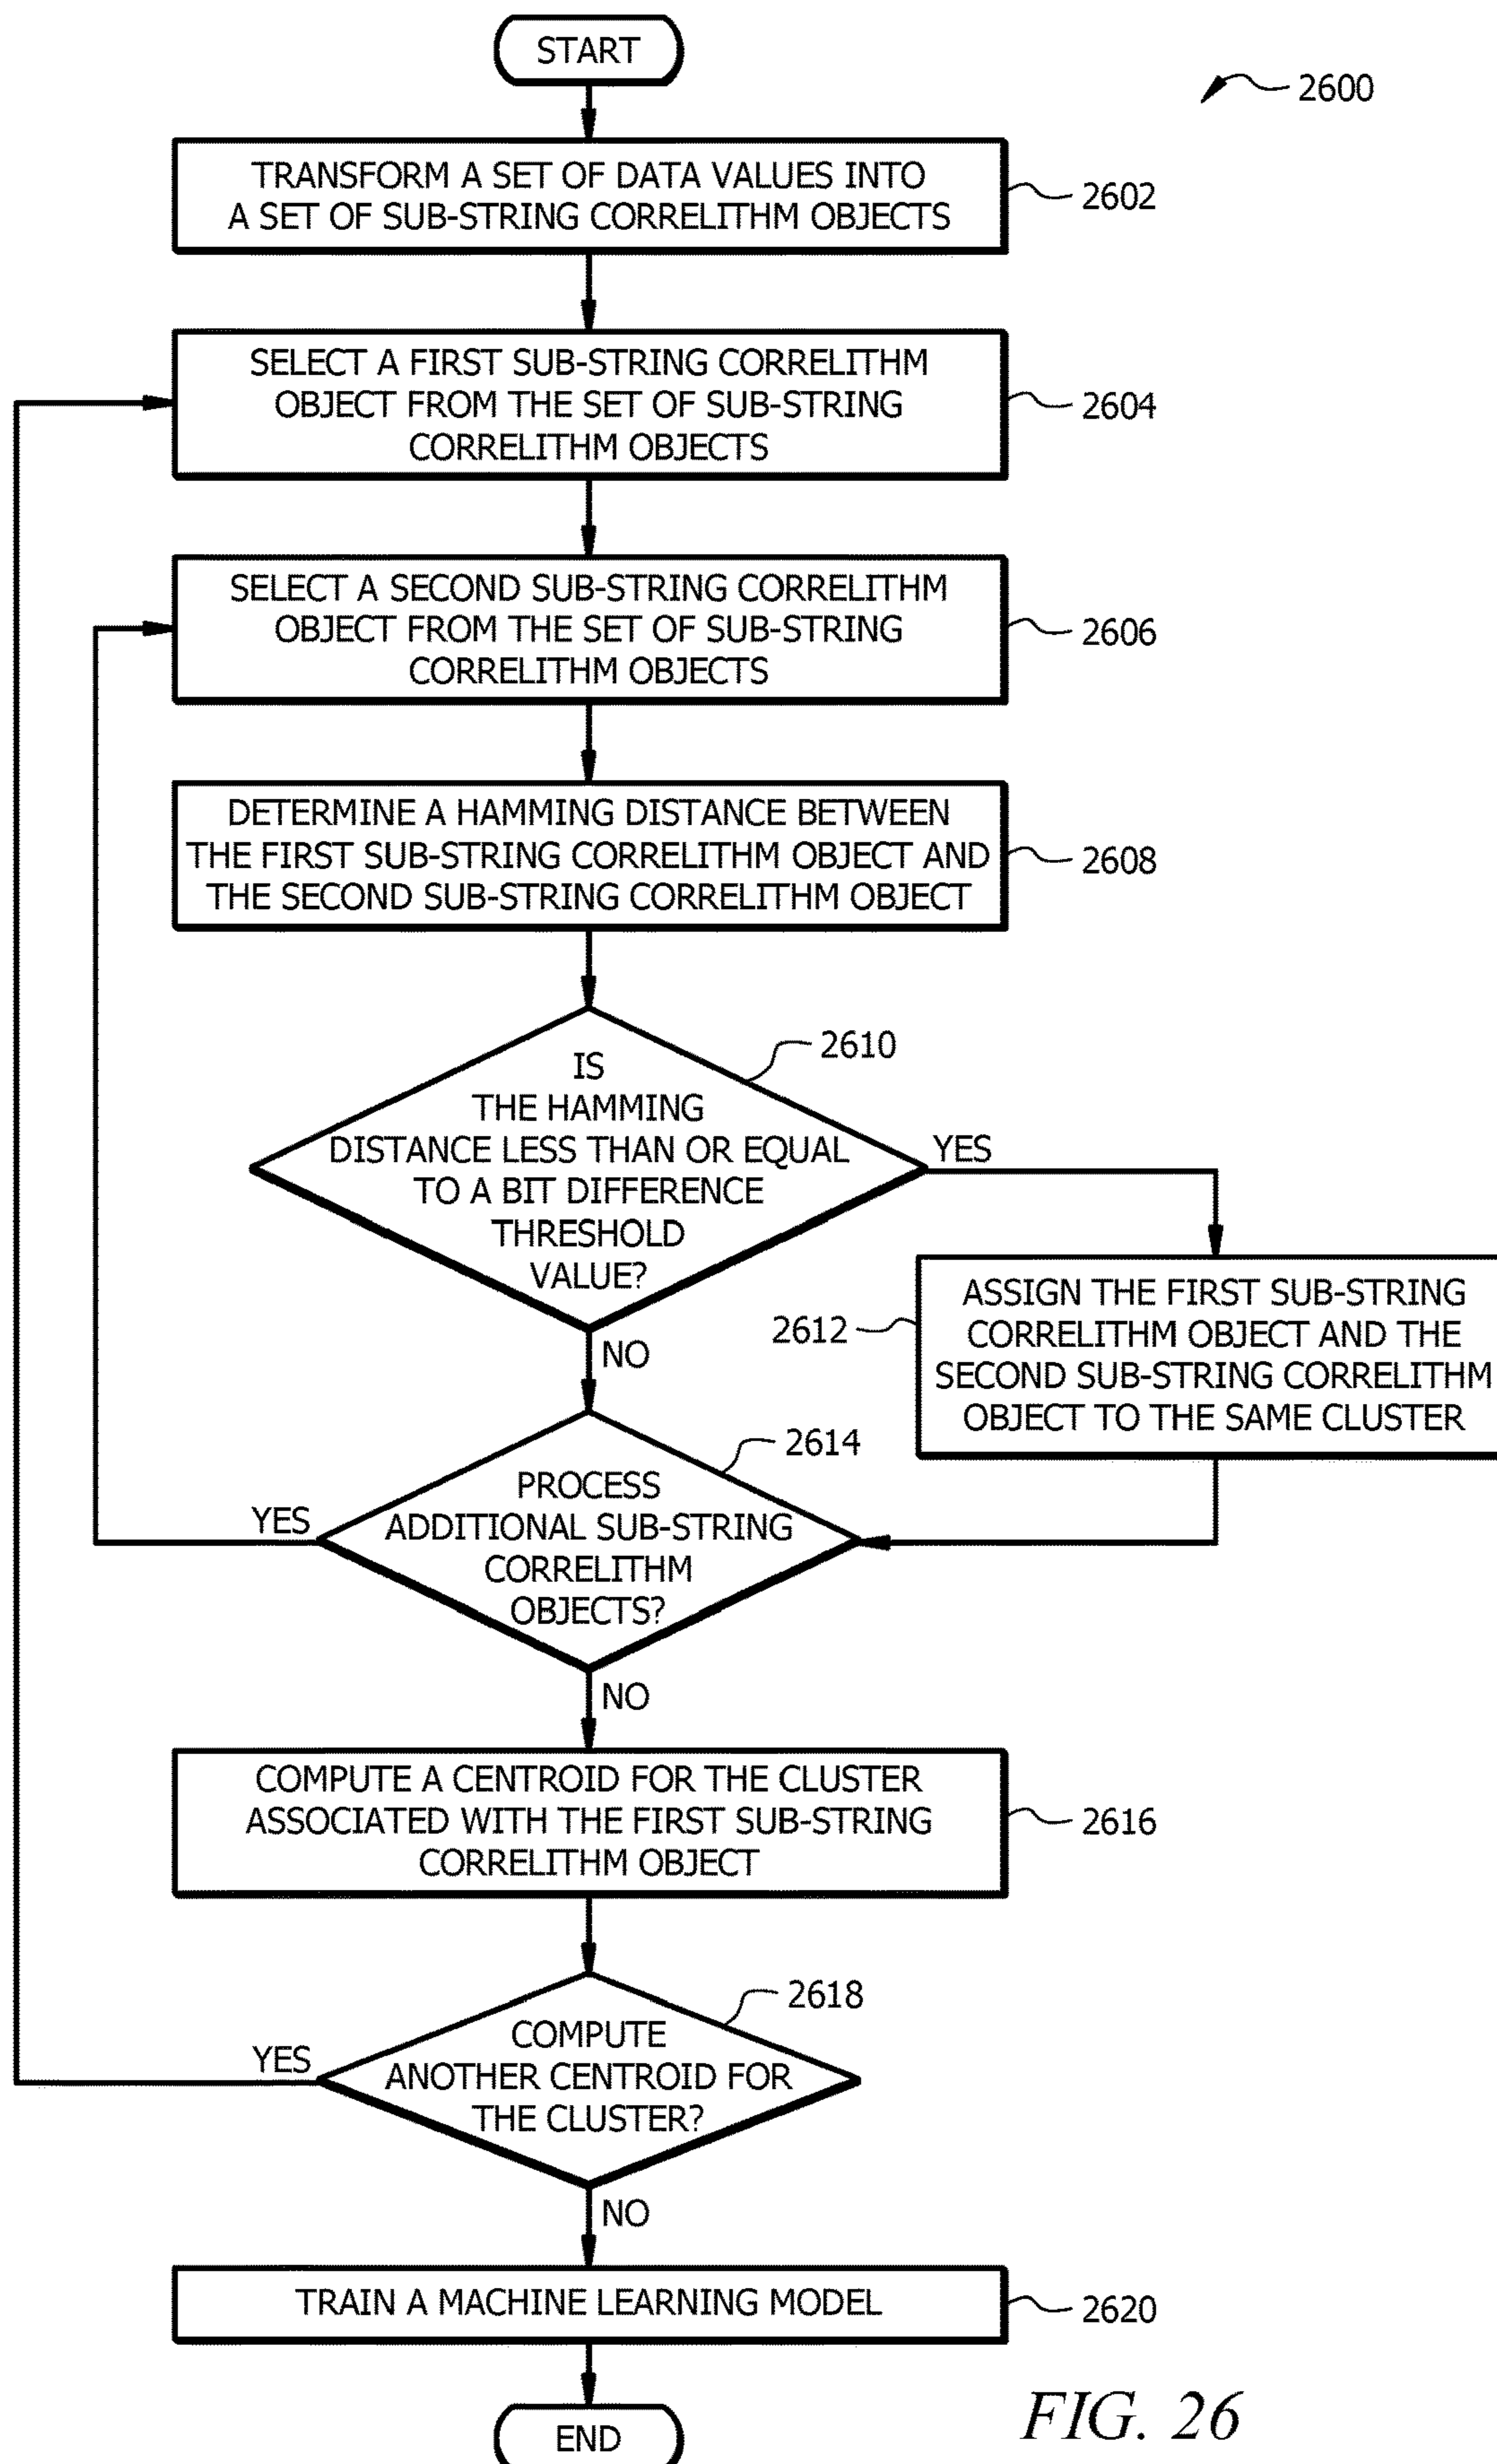 START
2600
TRANSFORM A SET OF DATA VALUES INTO
A SET OF SUB-STRING CORRELITHM OBJECTS
2602
SELECT A FIRST SUB-STRING CORRELITHM
OBJECT FROM THE SET OF SUB-STRING
CORRELITHM OBJECTS
2604
SELECT A SECOND SUB-STRING CORRELITHM
OBJECT FROM THE SET OF SUB-STRING
CORRELITHM OBJECTS
2606
DETERMINE A HAMMING DISTANCE BETWEEN
THE FIRST SUB-STRING CORRELITHM OBJECT AND
THE SECOND SUB-STRING CORRELITHM OBJECT
2608
IS
THE HAMMING
DISTANCE LESS THAN OR EQUAL
TO A BIT DIFFERENCE
THRESHOLD
VALUE?
2610
YES
NO
ASSIGN THE FIRST SUB-STRING
CORRELITHM OBJECT AND THE
SECOND SUB-STRING CORRELITHM
OBJECT TO THE SAME CLUSTER
2612
PROCESS
ADDITIONAL SUB-STRING
CORRELITHM
OBJECTS?
2614
YES
NO
COMPUTE A CENTROID FOR THE CLUSTER
ASSOCIATED WITH THE FIRST SUB-STRING
CORRELITHM OBJECT
2616
COMPUTE
ANOTHER CENTROID FOR
THE CLUSTER?
2618
YES
NO
TRAIN A MACHINE LEARNING MODEL
2620
END
FIG. 26